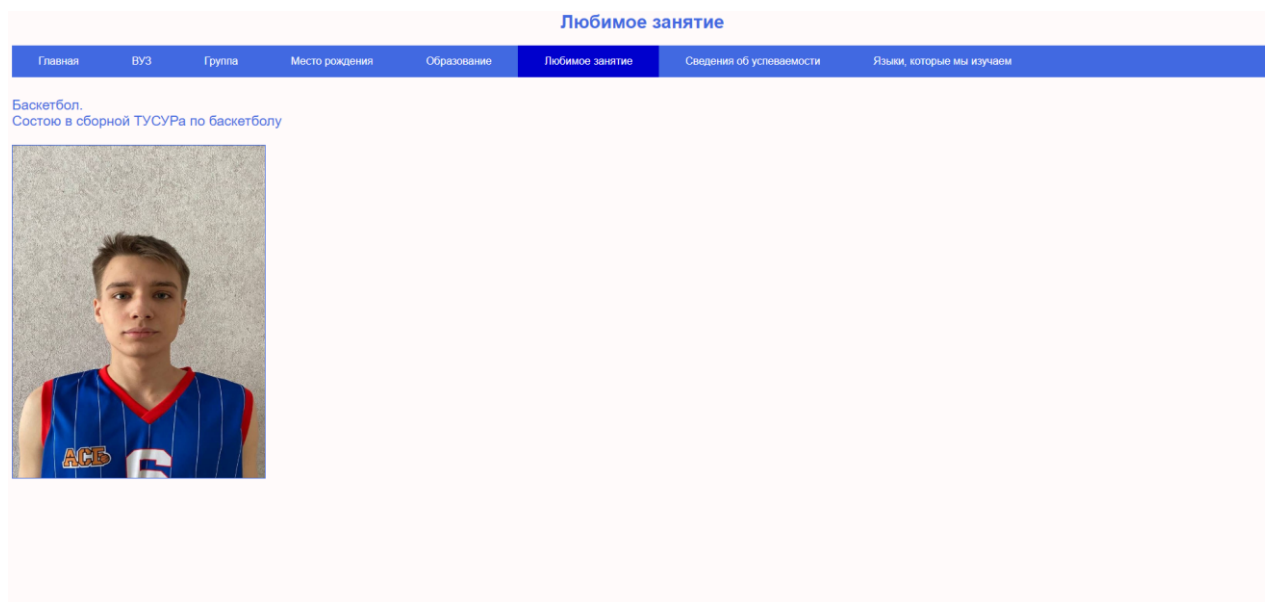 Любимое занятие
Главная ВУЗ Группа Место рождения Образование Любимое занятие Сведения об успеваемости Языки, которые мы изучаем
Баскетбол.
Состою в сборной ТУСУРа по баскетболу
АСБ